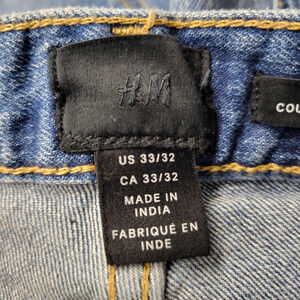 H&M
US 33/32
CA 33/32
MADE IN
INDIA
FABRIQUÉ EN
INDE
COU